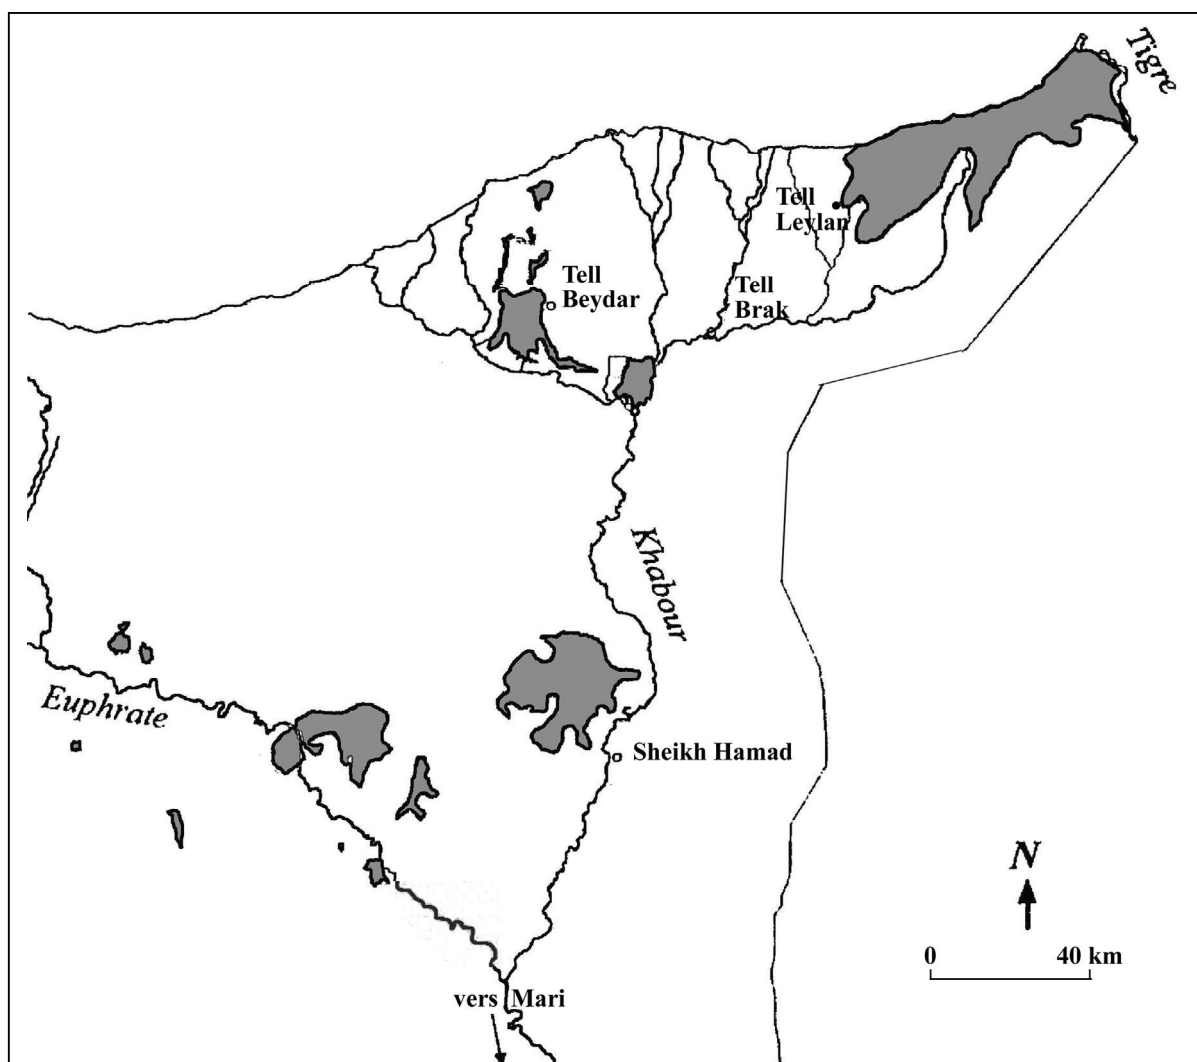 Tigre
Tell
Leylan
Tell
Beydar
Tell
Brak
Khabour
Euphrate
Sheikh Hamad
N
0 40 km
vers Mari